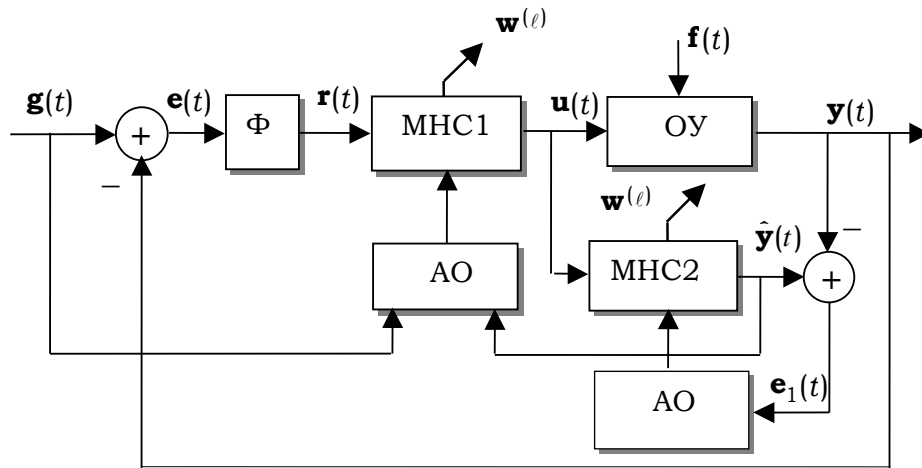 w^(ℓ)
f(t)
g(t)
e(t)
Φ
r(t)
МНС1
u(t)
ОУ
y(t)
+
−
w^(ℓ)
−
АО
МНС2
ŷ(t)
+
АО
e₁(t)